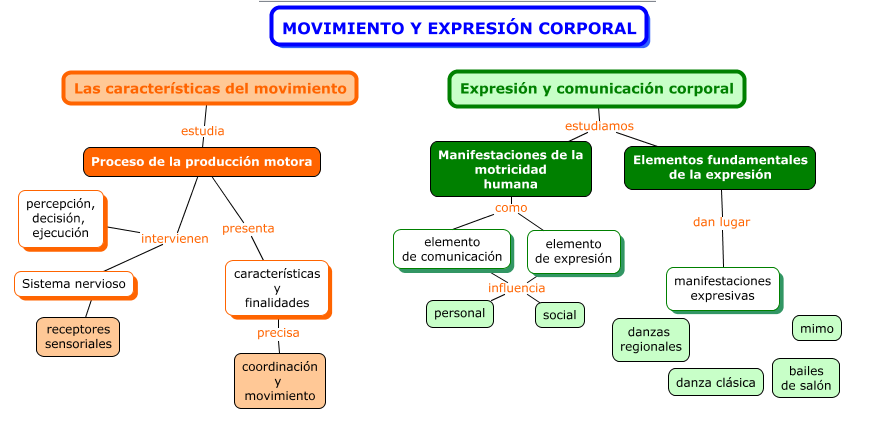 MOVIMIENTO Y EXPRESIÓN CORPORAL
Las características del movimiento
estudia
Proceso de la producción motora
percepción,
decisión,
ejecución
intervienen
presenta
Sistema nervioso
receptores
sensoriales
características
y
finalidades
precisa
coordinación
y
movimiento
Expresión y comunicación corporal
estudiamos
Manifestaciones de la
motricidad
humana
como
elemento
de comunicación
elemento
de expresión
influencia
personal
social
Elementos fundamentales
de la expresión
dan lugar
manifestaciones
expresivas
danzas
regionales
mimo
danza clásica
bailes
de salón